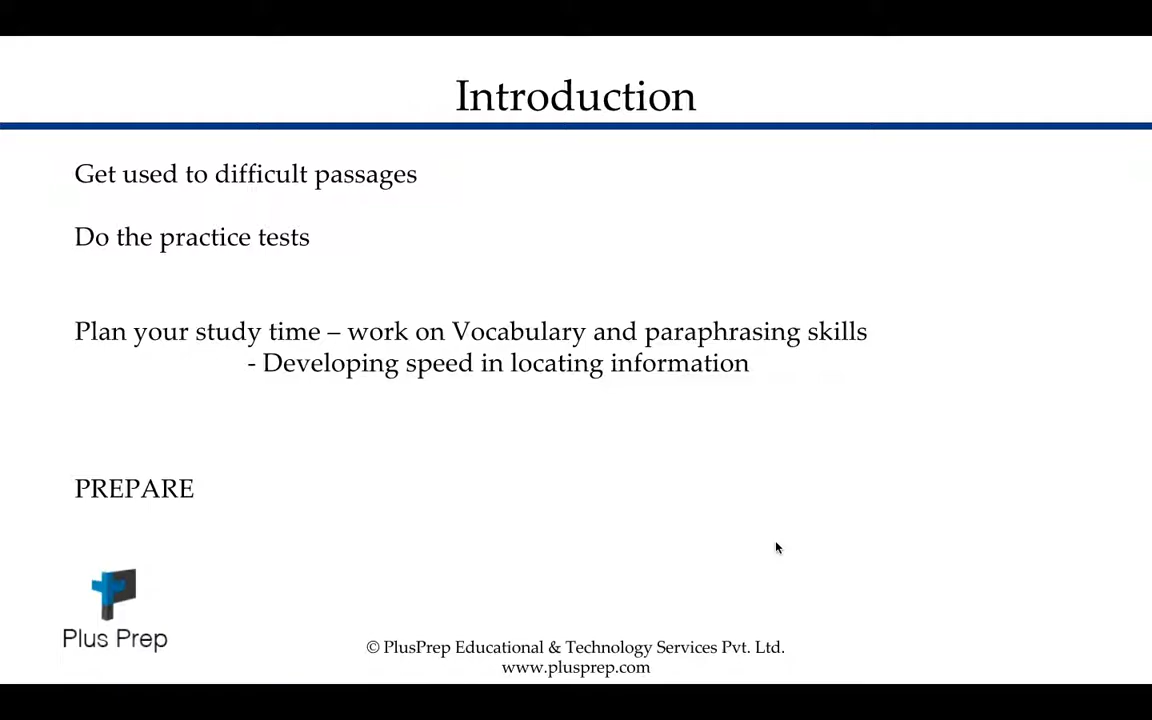 Introduction
Get used to difficult passages
Do the practice tests
Plan your study time – work on Vocabulary and paraphrasing skills
- Developing speed in locating information
PREPARE
Plus Prep
© PlusPrep Educational & Technology Services Pvt. Ltd.
www.plusprep.com